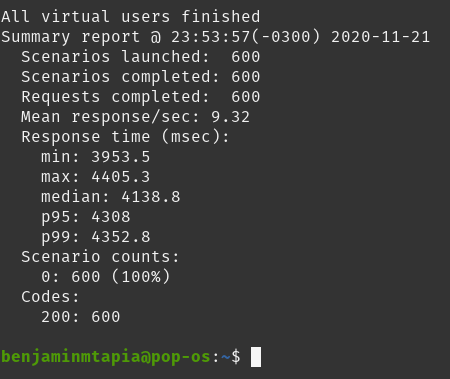 All virtual users finished
Summary report @ 23:53:57(-0300) 2020-11-21
  Scenarios launched:  600
  Scenarios completed: 600
  Requests completed:  600
  Mean response/sec: 9.32
  Response time (msec):
    min: 3953.5
    max: 4405.3
    median: 4138.8
    p95: 4308
    p99: 4352.8
  Scenario counts:
    0: 600 (100%)
  Codes:
    200: 600
benjaminmtapia@pop-os:~$